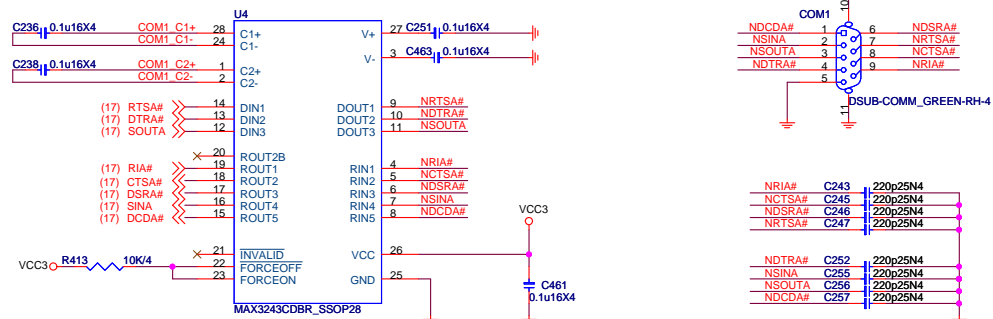 U4
C236 0.1u16X4 COM1_C1+ 28 C1+ V+ 27 C251 0.1u16X4
COM1_C1- 24 C1-
V- 3 C463 0.1u16X4
C238 0.1u16X4 COM1_C2+ 1 C2+
COM1_C2- 2 C2-
(17) RTSA# 14 DIN1 DOUT1 9 NRTSA#
(17) DTRA# 13 DIN2 DOUT2 10 NDTRA#
(17) SOUTA 12 DIN3 DOUT3 11 NSOUTA
20 ROUT2B
(17) RIA# 19 ROUT1 RIN1 4 NRIA#
(17) CTSA# 18 ROUT2 RIN2 5 NCTSA#
(17) DSRA# 17 ROUT3 RIN3 6 NDSRA#
(17) SINA 16 ROUT4 RIN4 7 NSINA
(17) DCDA# 15 ROUT5 RIN5 8 NDCDA#
VCC3
21 INVALID VCC 26
VCC3 R413 10K/4 22 FORCEOFF
23 FORCEON GND 25
C461
0.1u16X4
MAX3243CDBR_SSOP28
10
COM1
NDCDA# 1 6 NDSRA#
NSINA 2 7 NRTSA#
NSOUTA 3 8 NCTSA#
NDTRA# 4 9 NRIA#
5
DSUB-COMM_GREEN-RH-4
11
NRIA# C243 220p25N4
NCTSA# C245 220p25N4
NDSRA# C246 220p25N4
NRTSA# C247 220p25N4
NDTRA# C252 220p25N4
NSINA C255 220p25N4
NSOUTA C256 220p25N4
NDCDA# C257 220p25N4